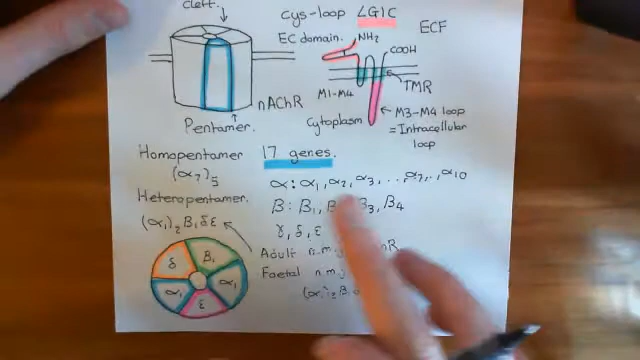 Cleft.
Cys-loop LGIC
ECF
EC domain.
NH2
COOH
M1-M4
TMR
nAChR
Cytoplasm
M3-M4 loop
= Intracellular
loop
Pentamer.
Homopentamer
(α7)5
17 genes.
α: α1, α2, α3, .., α7, .., α10
Heteropentamer.
β: β1, β3, β4
(α1)2 β1 δ ε
γ, δ, ε
Adult n.m.j
Faetal n.m.j
δ
β1
α1
α1
ε